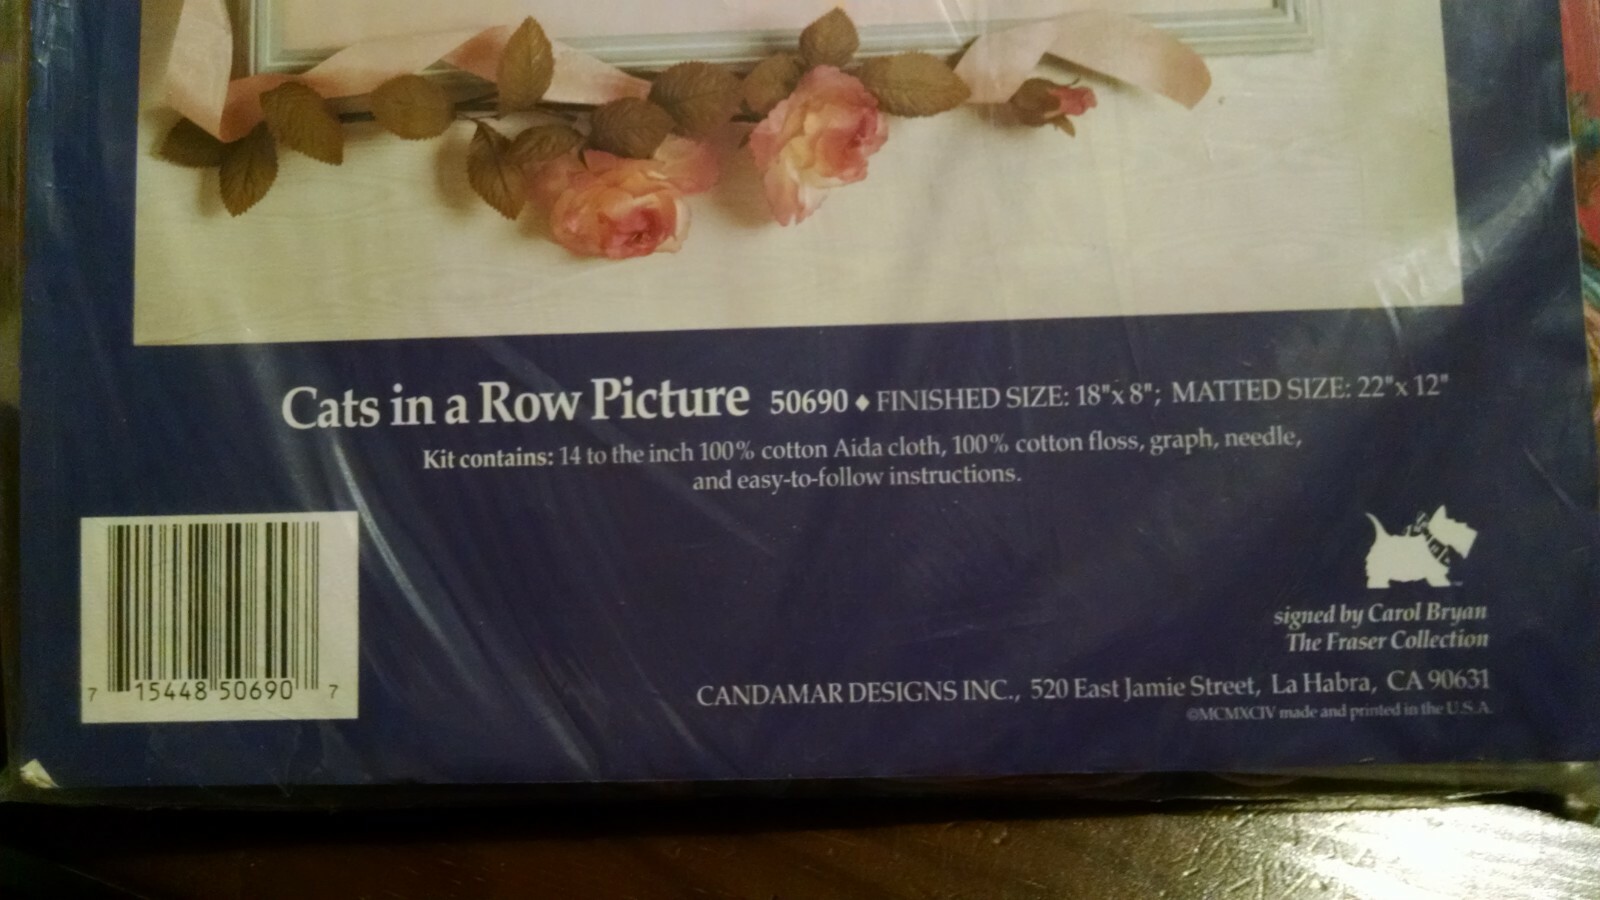 Cats in a Row Picture 50690 ♦ FINISHED SIZE: 18"x 8"; MATTED SIZE: 22"x 12"
Kit contains: 14 to the inch 100% cotton Aida cloth, 100% cotton floss, graph, needle,
and easy-to-follow instructions.
7 15448 50690 7
signed by Carol Bryan
The Fraser Collection
CANDAMAR DESIGNS INC., 520 East Jamie Street, La Habra, CA 90631
©MCMXCIV made and printed in the U.S.A.